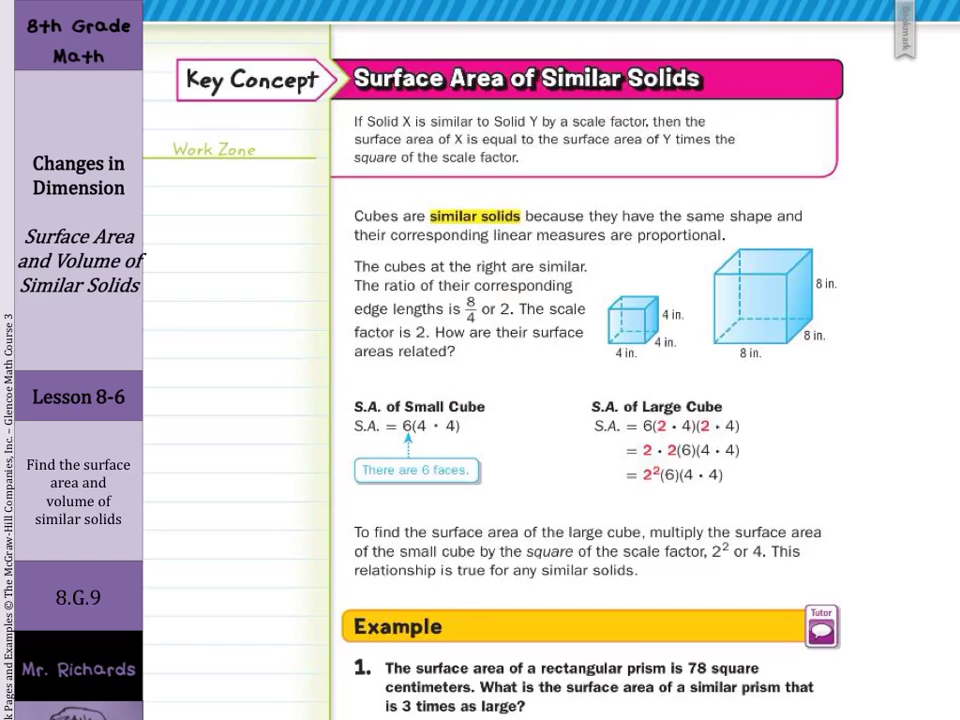 8th Grade
Math
Changes in
Dimension
Surface Area
and Volume of
Similar Solids
Lesson 8-6
Find the surface
area and
volume of
similar solids
8.G.9
Mr. Richards
k Pages and Examples © The McGraw-Hill Companies, Inc. – Glencoe Math Course 3
Bookmark
Key Concept
Surface Area of Similar Solids
Work Zone
If Solid X is similar to Solid Y by a scale factor, then the
surface area of X is equal to the surface area of Y times the
square of the scale factor.
Cubes are similar solids because they have the same shape and
their corresponding linear measures are proportional.
The cubes at the right are similar.
The ratio of their corresponding
edge lengths is 8/4 or 2. The scale
factor is 2. How are their surface
areas related?
4 in.
4 in.
4 in.
8 in.
8 in.
8 in.
S.A. of Small Cube
S.A. = 6(4 • 4)
There are 6 faces.
S.A. of Large Cube
S.A. = 6(2 • 4)(2 • 4)
= 2 • 2(6)(4 • 4)
= 2²(6)(4 • 4)
To find the surface area of the large cube, multiply the surface area
of the small cube by the square of the scale factor, 2² or 4. This
relationship is true for any similar solids.
Example
Tutor
1. The surface area of a rectangular prism is 78 square
centimeters. What is the surface area of a similar prism that
is 3 times as large?